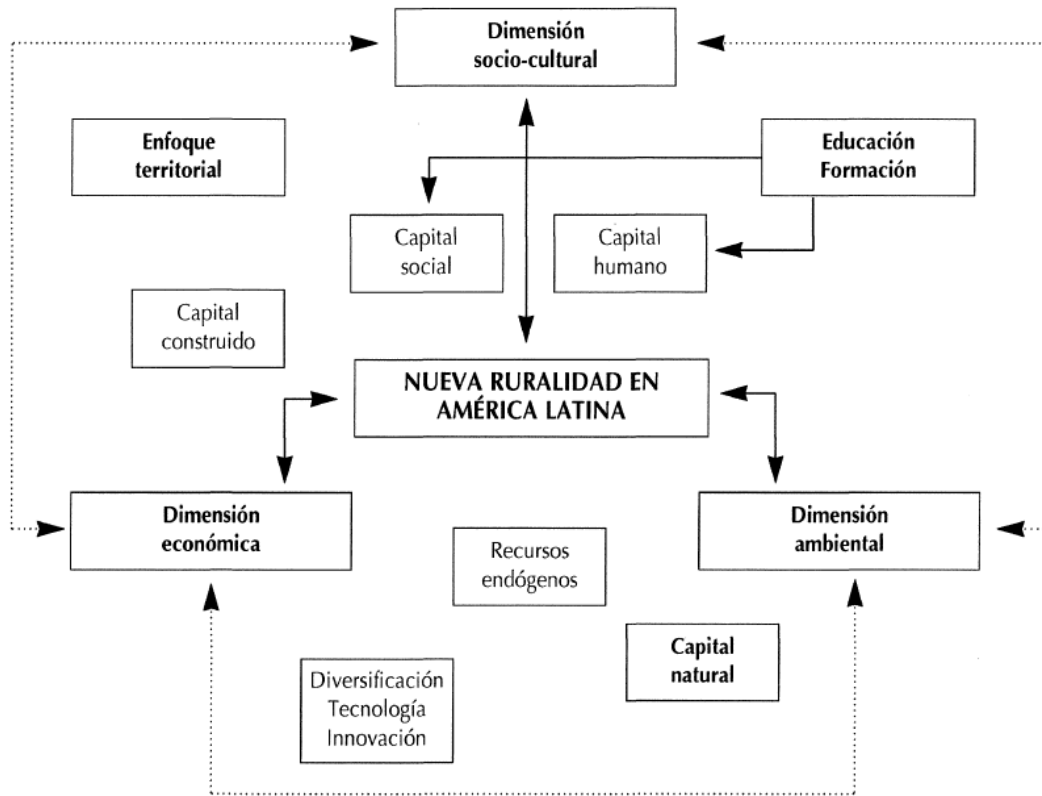 Dimensión
socio-cultural
Enfoque
territorial
Educación
Formación
Capital
social
Capital
humano
Capital
construido
NUEVA RURALIDAD EN
AMÉRICA LATINA
Dimensión
económica
Dimensión
ambiental
Recursos
endógenos
Capital
natural
Diversificación
Tecnología
Innovación